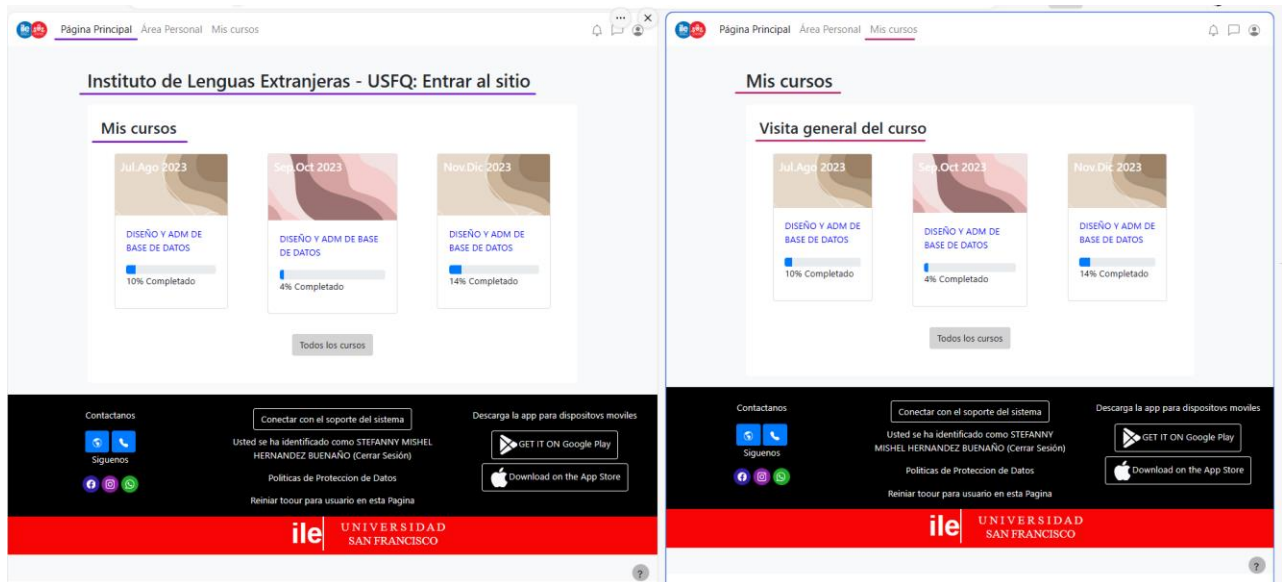 Página Principal Área Personal Mis cursos
Instituto de Lenguas Extranjeras - USFQ: Entrar al sitio
Mis cursos
Jul.Ago 2023 Sep.Oct 2023 Nov.Dic 2023
DISEÑO Y ADM DE
BASE DE DATOS
10% Completado
DISEÑO Y ADM DE BASE
DE DATOS
4% Completado
DISEÑO Y ADM DE
BASE DE DATOS
14% Completado
Todos los cursos
Contactanos
Siguenos
Conectar con el soporte del sistema
Usted se ha identificado como STEFANNY MISHEL
HERNANDEZ BUENAÑO (Cerrar Sesión)
Politicas de Proteccion de Datos
Reiniar toour para usuario en esta Pagina
Descarga la app para dispositovs moviles
GET IT ON Google Play
Download on the App Store
ile UNIVERSIDAD
SAN FRANCISCO
?
Página Principal Área Personal Mis cursos
Mis cursos
Visita general del curso
Jul.Ago 2023 Sep.Oct 2023 Nov.Dic 2023
DISEÑO Y ADM DE
BASE DE DATOS
10% Completado
DISEÑO Y ADM DE
BASE DE DATOS
4% Completado
DISEÑO Y ADM DE
BASE DE DATOS
14% Completado
Todos los cursos
Contactanos
Siguenos
Conectar con el soporte del sistema
Usted se ha identificado como STEFANNY
MISHEL HERNANDEZ BUENAÑO (Cerrar Sesión)
Politicas de Proteccion de Datos
Reiniar toour para usuario en esta Pagina
Descarga la app para dispositovs moviles
GET IT ON Google Play
Download on the App Store
ile UNIVERSIDAD
SAN FRANCISCO
?